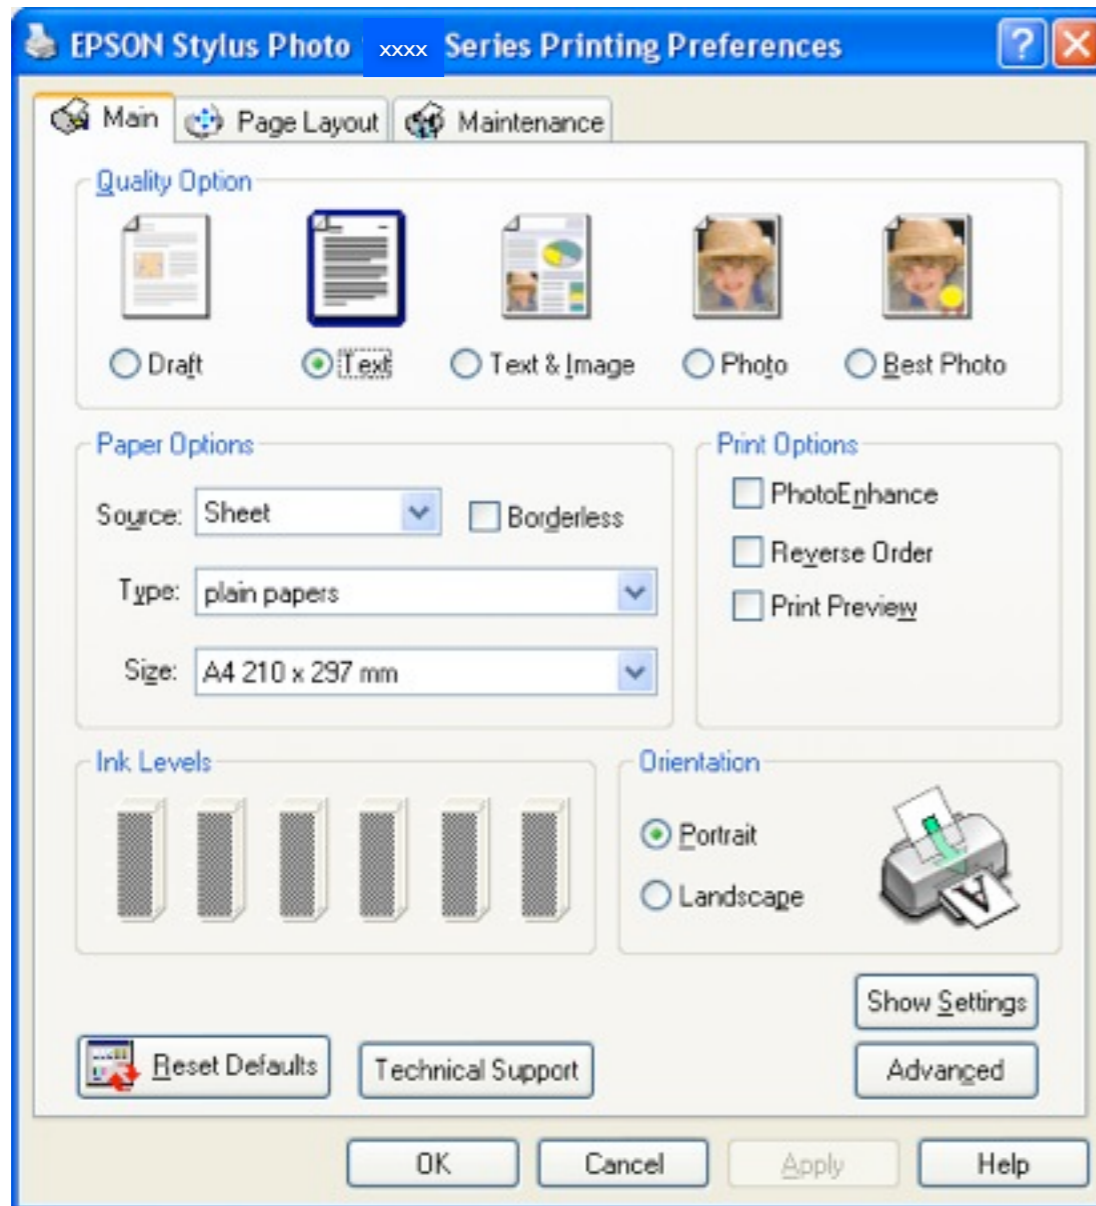 EPSON Stylus Photo xxxx Series Printing Preferences
Main Page Layout Maintenance
Quality Option
Draft Text Text & Image Photo Best Photo
Paper Options
Source: Sheet Borderless
Type: plain papers
Size: A4 210 x 297 mm
Print Options
PhotoEnhance
Reverse Order
Print Preview
Ink Levels
Orientation
Portrait
Landscape
Show Settings
Reset Defaults Technical Support Advanced
OK Cancel Apply Help